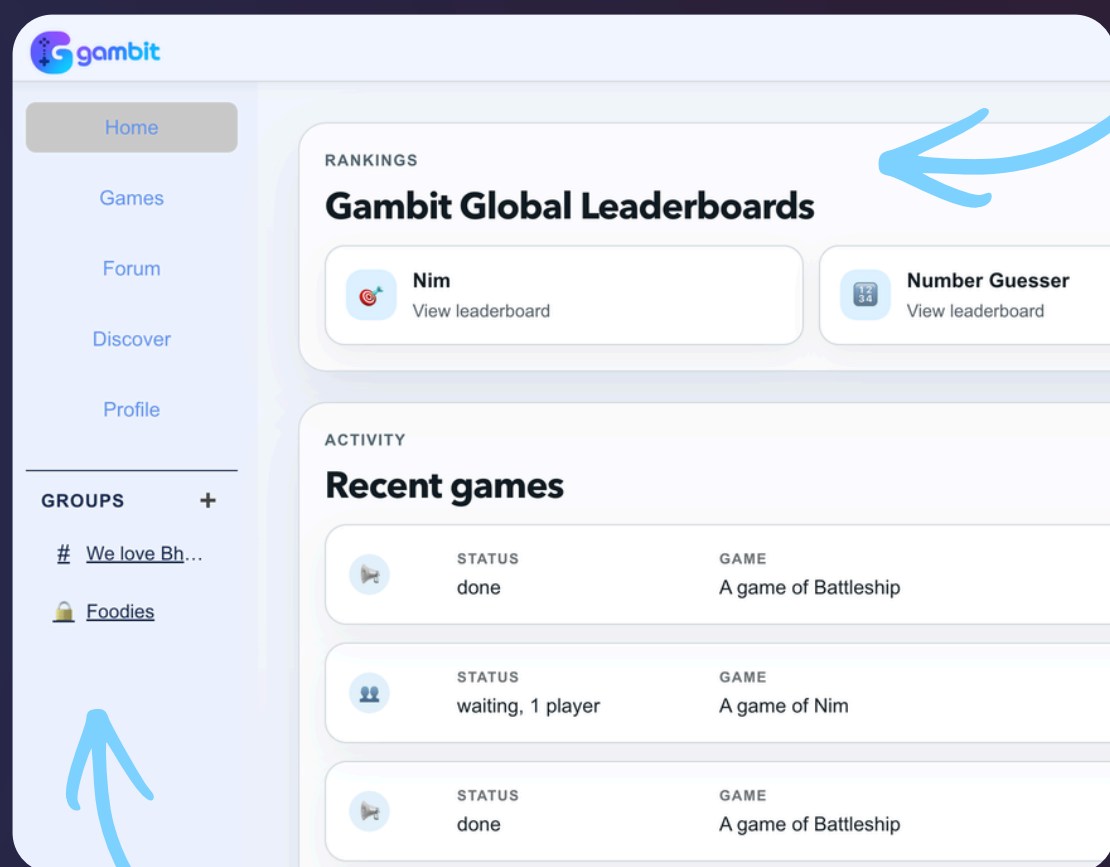 gambit
Home
Games
Forum
Discover
Profile
GROUPS +
# We love Bh...
Foodies
RANKINGS
Gambit Global Leaderboards
Nim
View leaderboard
Number Guesser
View leaderboard
ACTIVITY
Recent games
STATUS GAME
done A game of Battleship
STATUS GAME
waiting, 1 player A game of Nim
STATUS GAME
done A game of Battleship